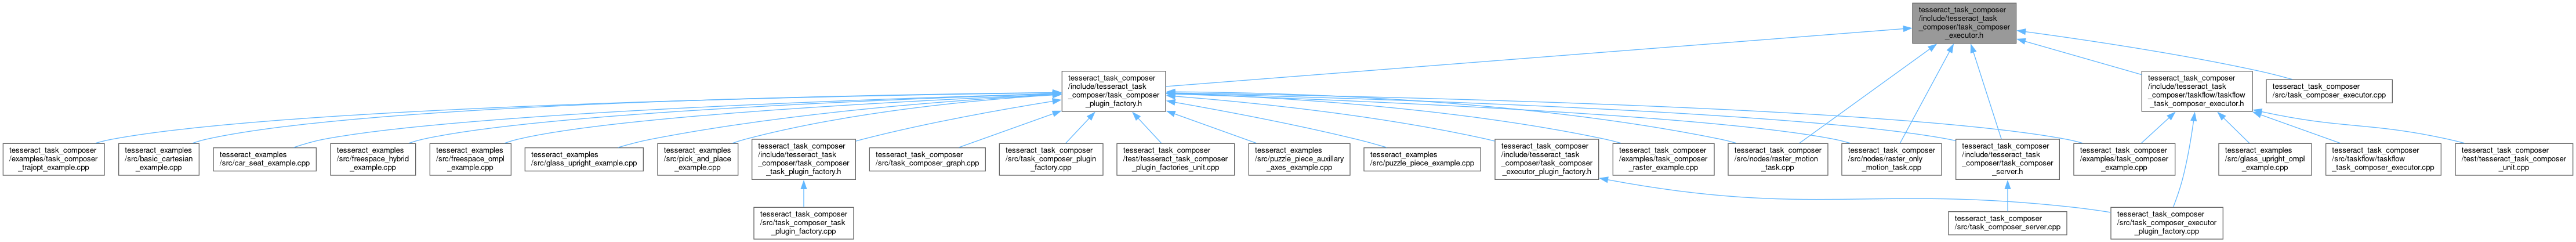 tesseract_task_composer
/include/tesseract_task
_composer/task_composer
_executor.h
tesseract_task_composer
/include/tesseract_task
_composer/task_composer
_plugin_factory.h
tesseract_task_composer
/include/tesseract_task
_composer/taskflow/taskflow
_task_composer_executor.h
tesseract_task_composer
/src/task_composer_executor.cpp
tesseract_task_composer
/examples/task_composer
_trajopt_example.cpp
tesseract_examples
/src/basic_cartesian
_example.cpp
tesseract_examples
/src/car_seat_example.cpp
tesseract_examples
/src/freespace_hybrid
_example.cpp
tesseract_examples
/src/freespace_ompl
_example.cpp
tesseract_examples
/src/glass_upright_example.cpp
tesseract_examples
/src/pick_and_place
_example.cpp
tesseract_task_composer
/include/tesseract_task
_composer/task_composer
_task_plugin_factory.h
tesseract_task_composer
/src/task_composer_graph.cpp
tesseract_task_composer
/src/task_composer_plugin
_factory.cpp
tesseract_task_composer
/test/tesseract_task_composer
_plugin_factories_unit.cpp
tesseract_examples
/src/puzzle_piece_auxillary
_axes_example.cpp
tesseract_examples
/src/puzzle_piece_example.cpp
tesseract_task_composer
/include/tesseract_task
_composer/task_composer
_executor_plugin_factory.h
tesseract_task_composer
/examples/task_composer
_raster_example.cpp
tesseract_task_composer
/src/nodes/raster_motion
_task.cpp
tesseract_task_composer
/src/nodes/raster_only
_motion_task.cpp
tesseract_task_composer
/include/tesseract_task
_composer/task_composer
_server.h
tesseract_task_composer
/examples/task_composer
_example.cpp
tesseract_examples
/src/glass_upright_ompl
_example.cpp
tesseract_task_composer
/src/taskflow/taskflow
_task_composer_executor.cpp
tesseract_task_composer
/test/tesseract_task_composer
_unit.cpp
tesseract_task_composer
/src/task_composer_task
_plugin_factory.cpp
tesseract_task_composer
/src/task_composer_server.cpp
tesseract_task_composer
/src/task_composer_executor
_plugin_factory.cpp